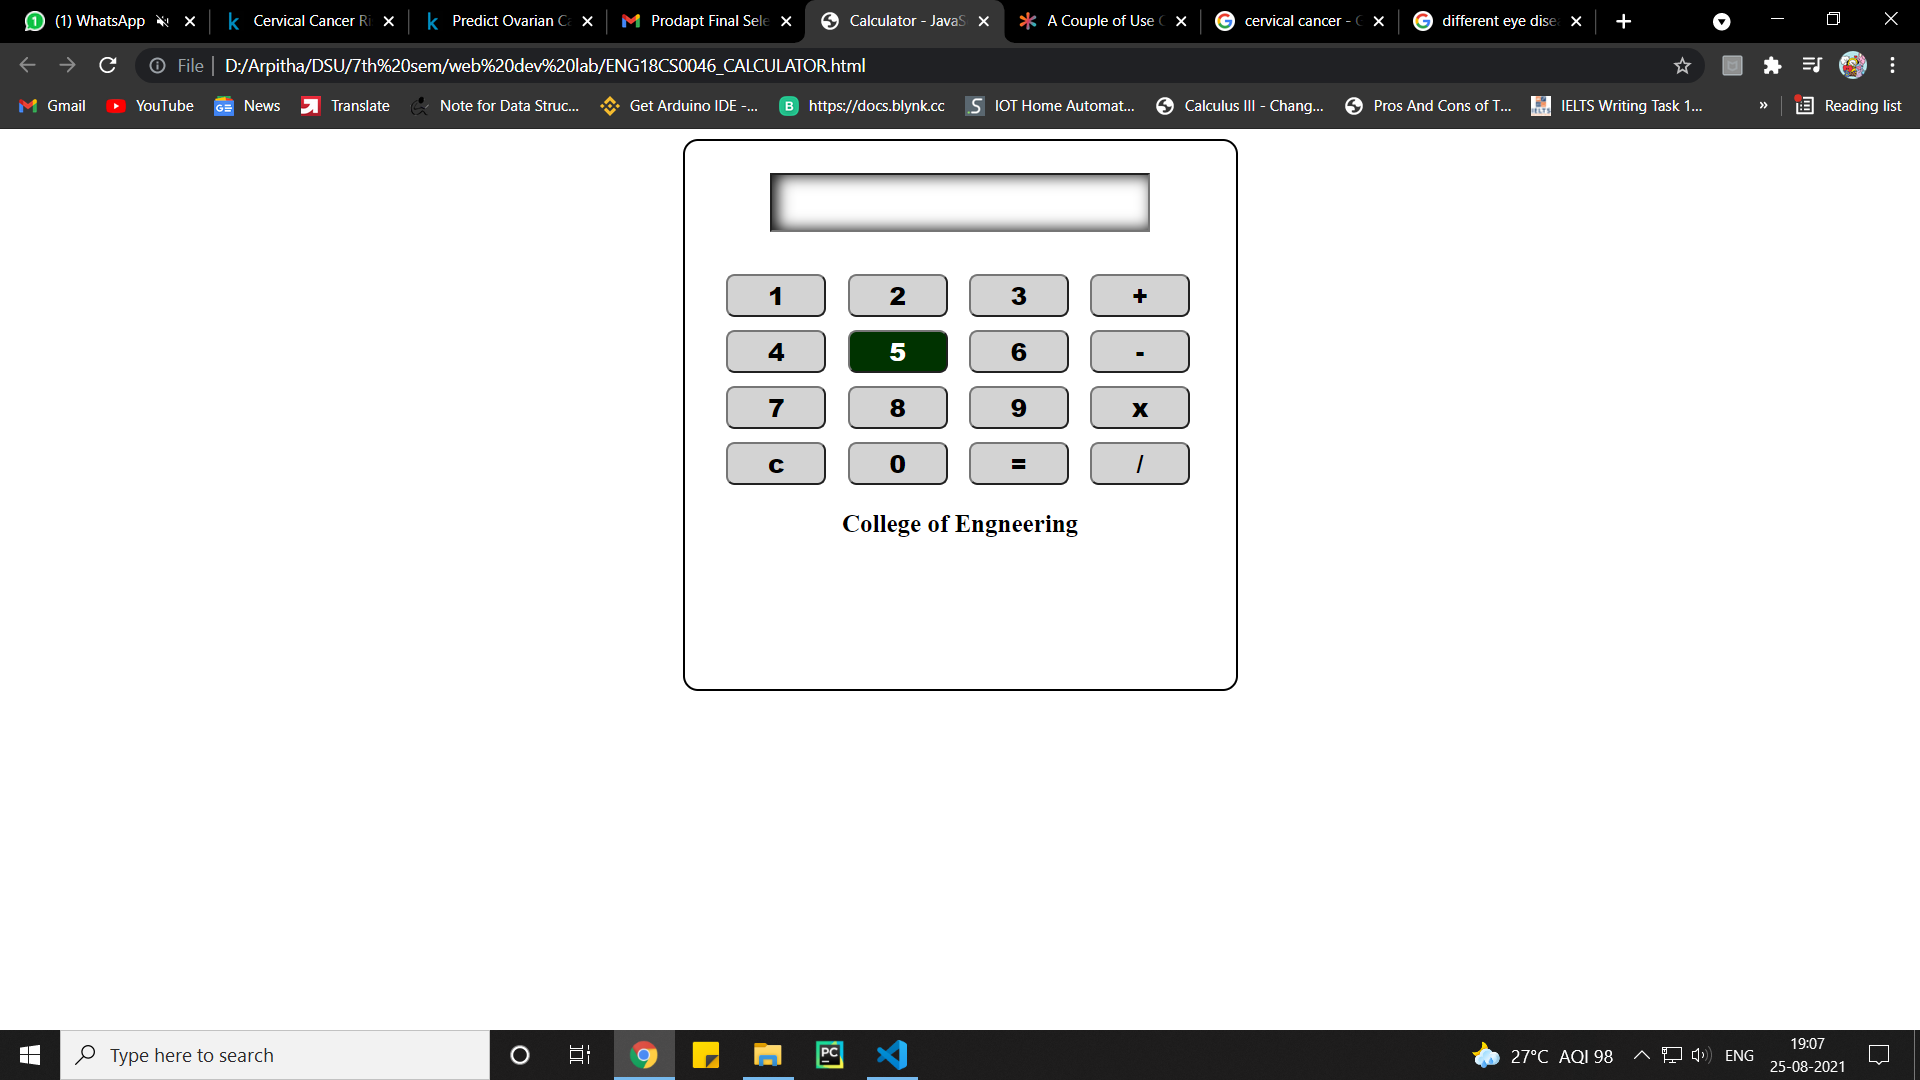 (1) WhatsApp
Cervical Cancer Ri
Predict Ovarian Ca
Prodapt Final Sele
Calculator - JavaS
A Couple of Use C
cervical cancer - G
different eye dise
File
D:/Arpitha/DSU/7th%20sem/web%20dev%20lab/ENG18CS0046_CALCULATOR.html
Gmail
YouTube
News
Translate
Note for Data Struc...
Get Arduino IDE -...
https://docs.blynk.cc
IOT Home Automat...
Calculus III - Chang...
Pros And Cons of T...
IELTS Writing Task 1...
»
Reading list
1 2 3 +
4 5 6 -
7 8 9 x
c 0 = /
College of Engneering
Type here to search
27°C AQI 98
ENG
19:07
25-08-2021